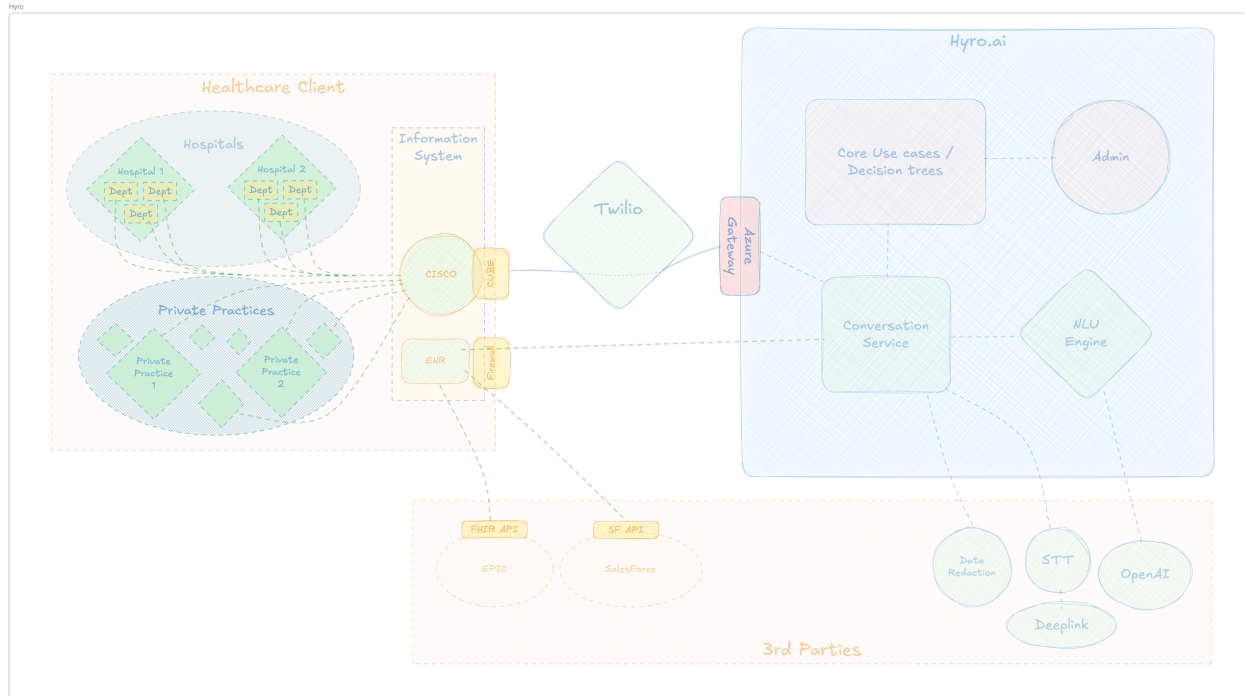 Hyro
Hyro.ai
Healthcare Client
Hospitals
Hospital 1
Dept
Dept
Dept
Hospital 2
Dept
Dept
Dept
Information
System
CISCO
CUBE
EHR
Firewall
Private Practices
Private
Practice
1
Private
Practice
2
Twilio
Azure
Gateway
Core Use cases /
Decision trees
Admin
Conversation
Service
NLU
Engine
FHIR API
EPIC
SF API
SalesForce
Data
Redaction
STT
OpenAI
Deeplink
3rd Parties